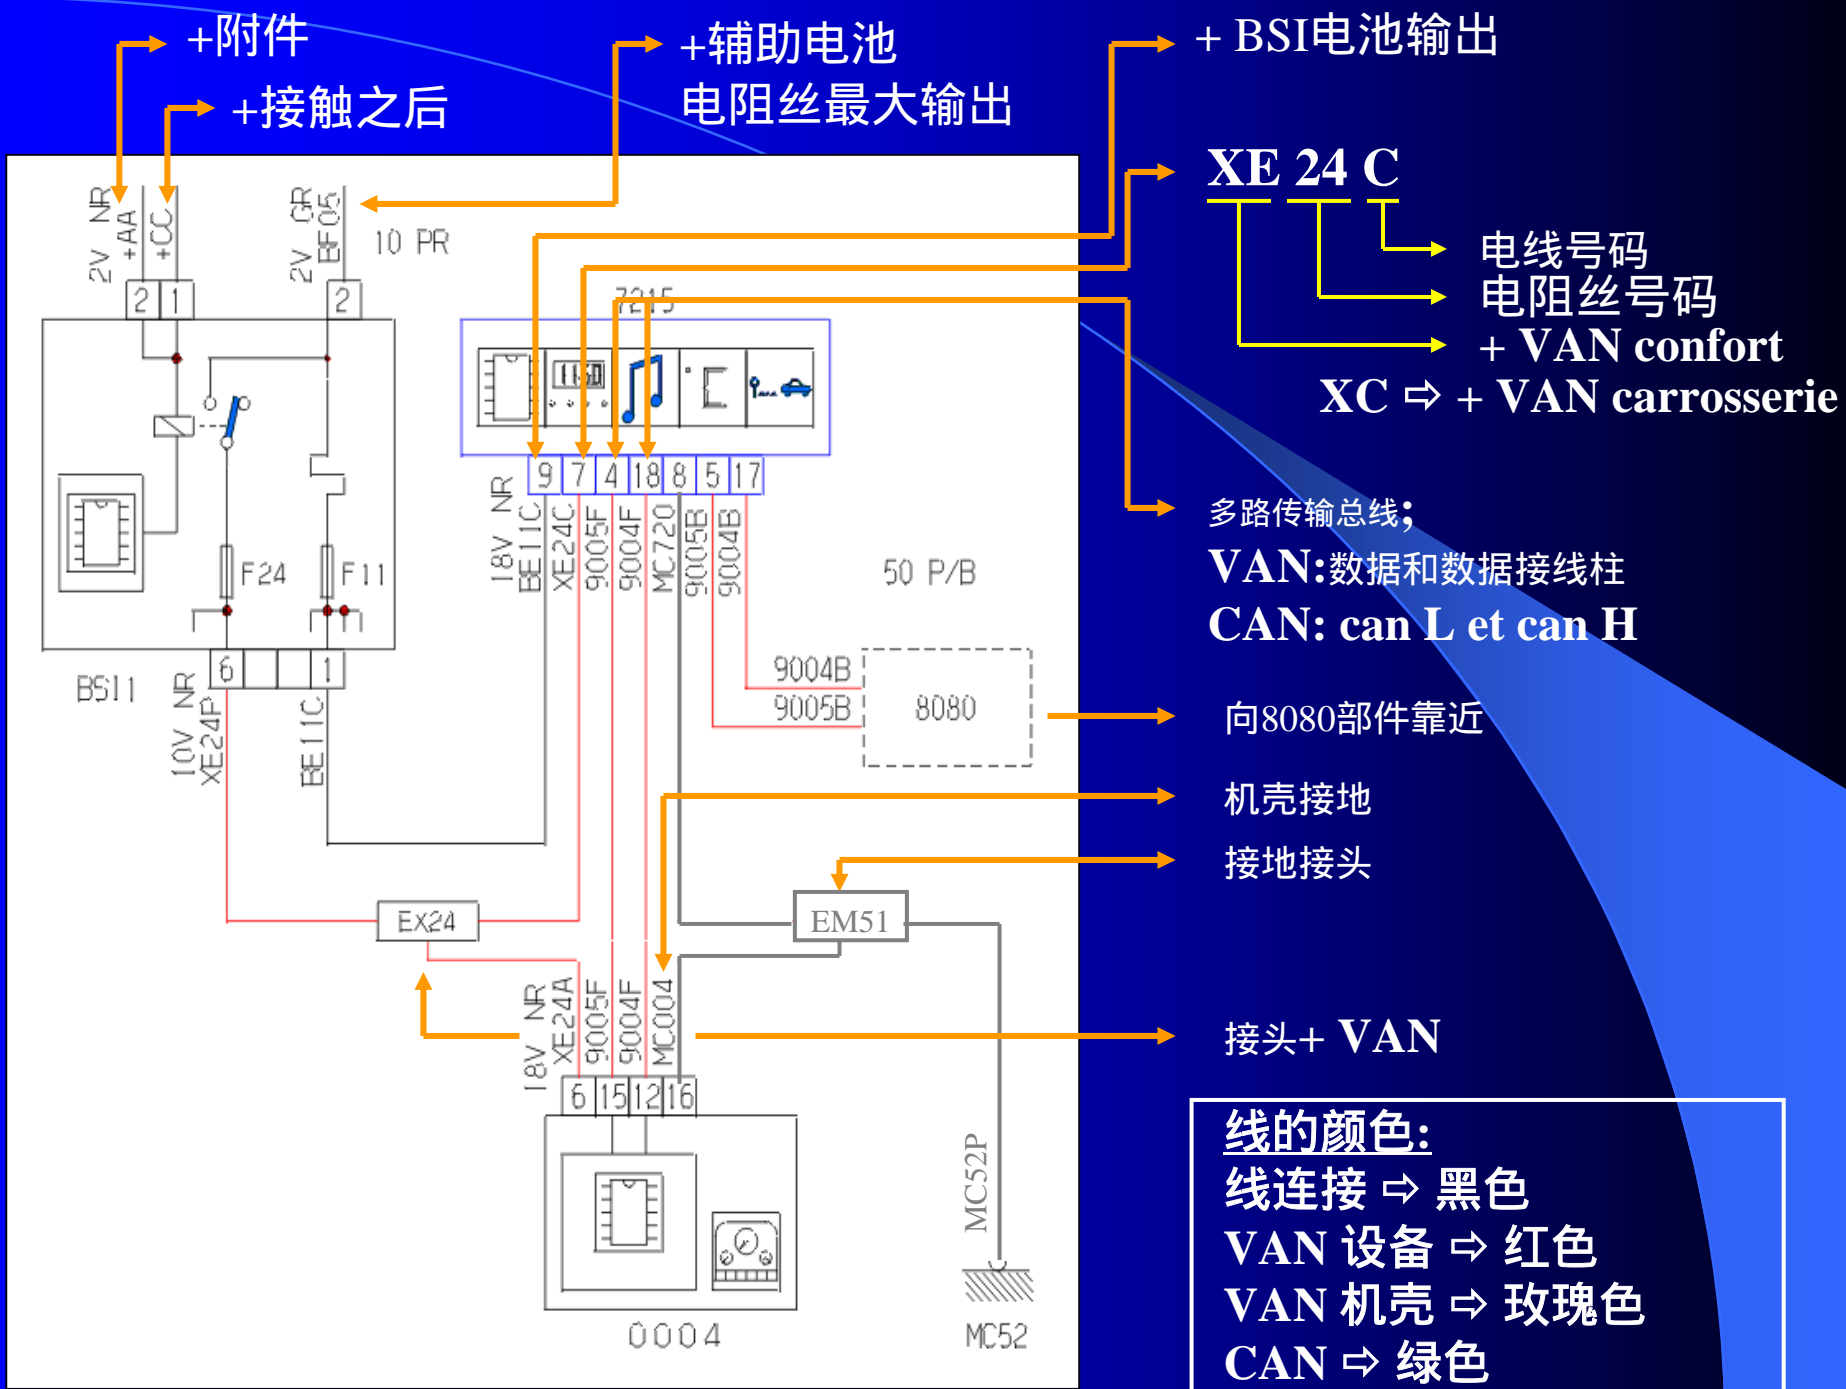 +附件
+辅助电池
+ BSI电池输出
+接触之后
电阻丝最大输出
XE 24 C
电线号码
电阻丝号码
+ VAN confort
XC ⇨ + VAN carrosserie
多路传输总线;
VAN:数据和数据接线柱
CAN: can L et can H
向8080部件靠近
机壳接地
接地接头
接头+ VAN
线的颜色:
线连接 ⇨ 黑色
VAN 设备 ⇨ 红色
VAN 机壳 ⇨ 玫瑰色
CAN ⇨ 绿色
2V NR
+AA
+CC
2V GR
BF05
10 PR
2 1
2
7215
1150
°C
9 7 4 18 8 5 17
18V NR
BE11C
XE24C
9005F
9004F
MC720
9005B
9004B
50 P/B
F24
F11
6
1
BSI1
10V NR
XE24P
BE11C
9004B
9005B
8080
EX24
EM51
18V NR
XE24A
9005F
9004F
MC004
6 15 12 16
MC52P
0004
MC52